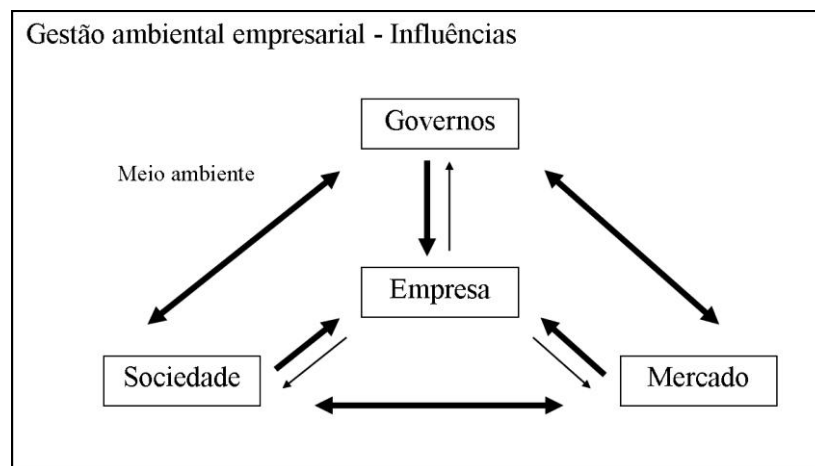 Gestão ambiental empresarial - Influências
Governos
Meio ambiente
Empresa
Sociedade
Mercado